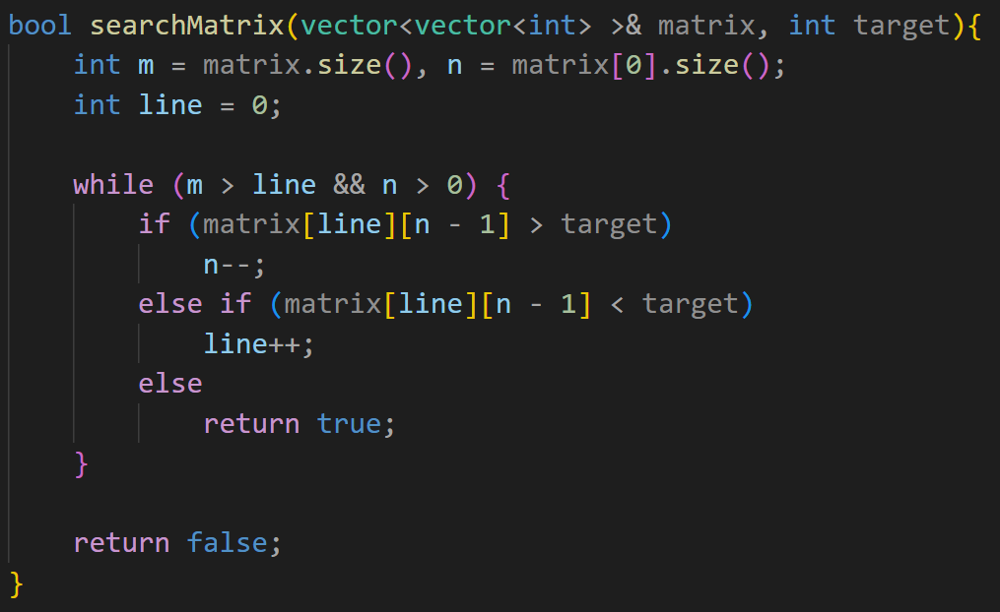 bool searchMatrix(vector<vector<int> >& matrix, int target){
    int m = matrix.size(), n = matrix[0].size();
    int line = 0;

    while (m > line && n > 0) {
        if (matrix[line][n - 1] > target)
            n--;
        else if (matrix[line][n - 1] < target)
            line++;
        else
            return true;
    }

    return false;
}